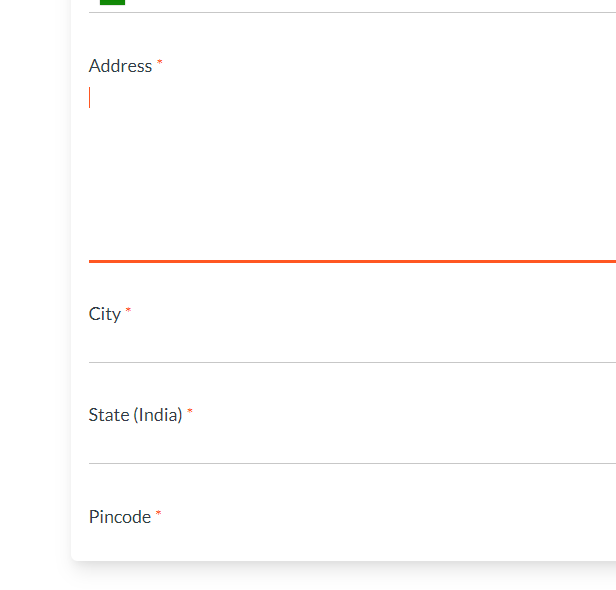 Address *
City *
State (India) *
Pincode *